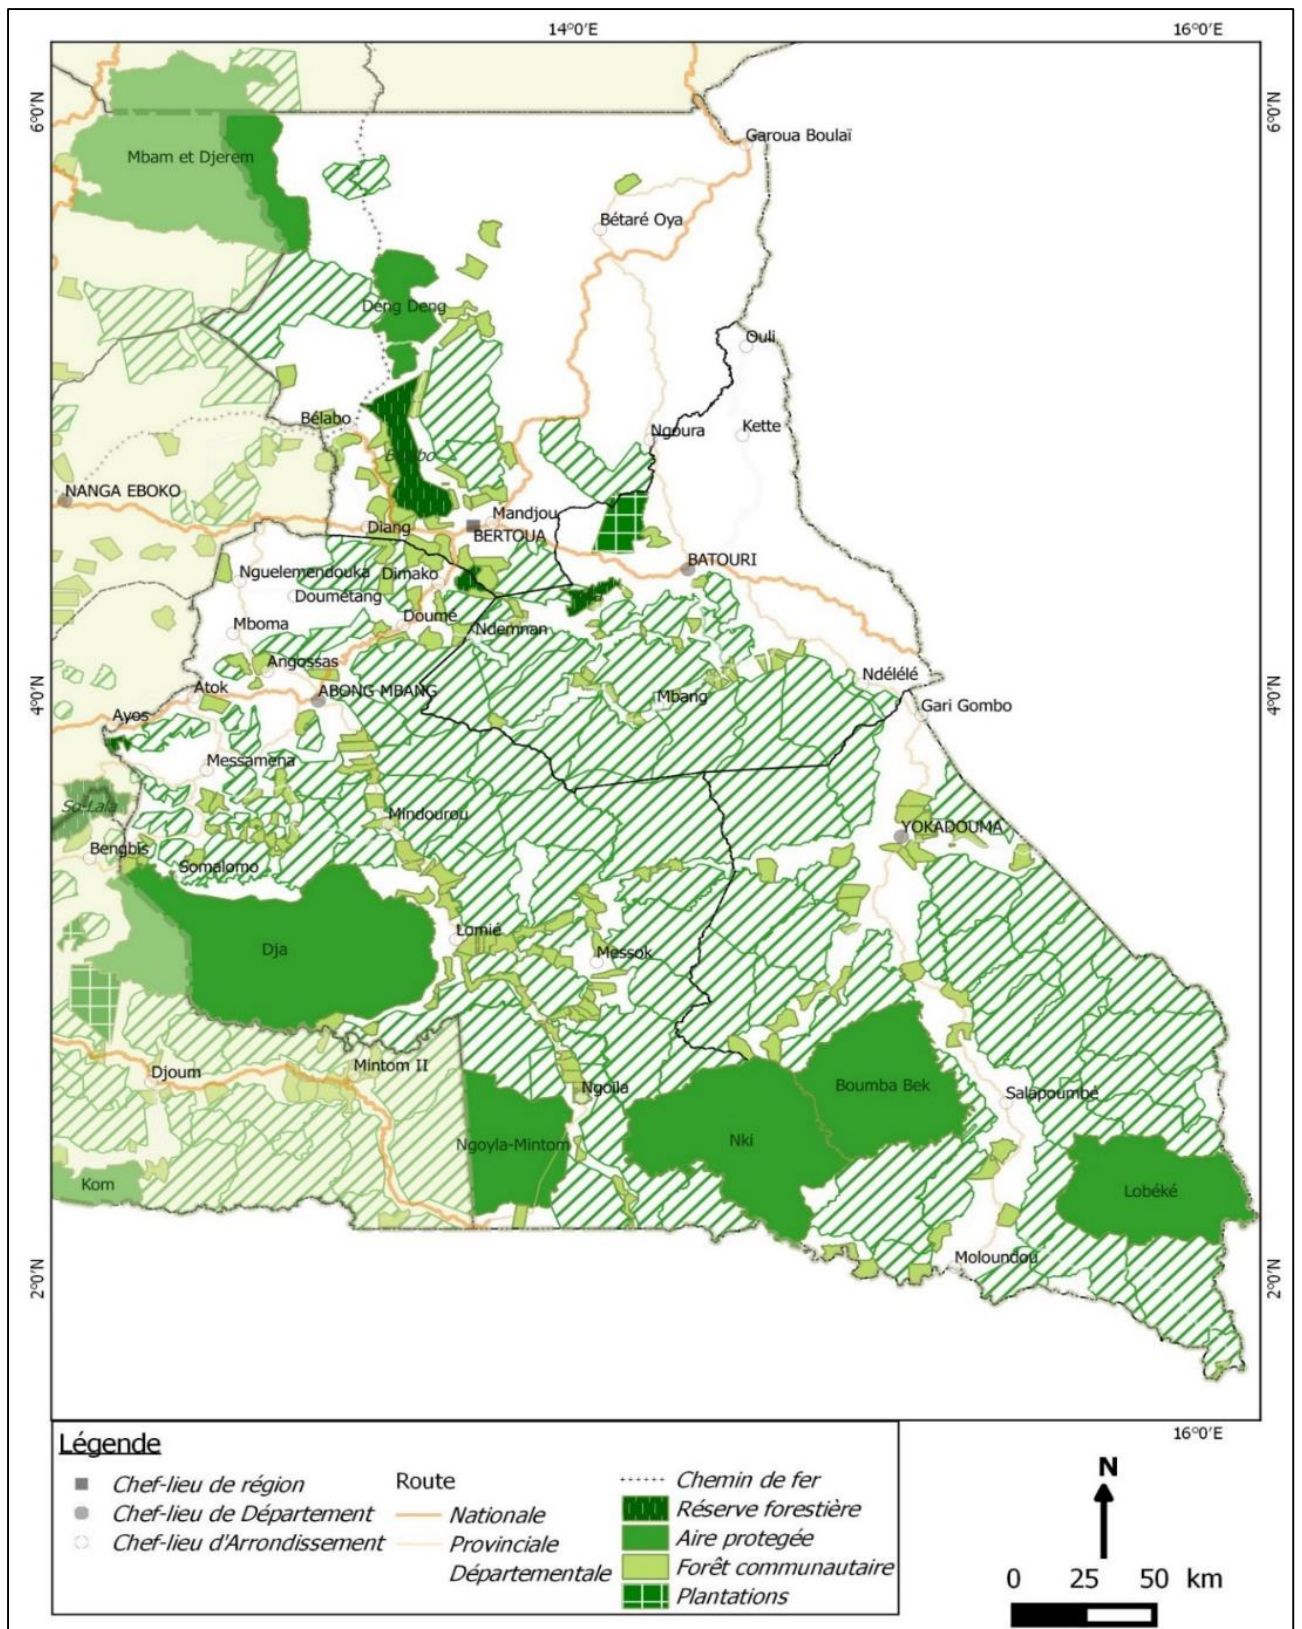 14°0'E
16°0'E
6°0'N
6°0'N
Garoua Boulaï
Mbam et Djerem
Bétaré Oya
Deng Deng
Ouli
Bélabo
Ngoura
Kette
NANGA EBOKO
Mandjou
Diang
BERTOUA
BATOURI
Nguelemendouka
Dimako
Doumétang
Mboma
Doumé
Ndemnan
Angossas
Ndélélé
Atok
ABONG MBANG
Mbang
4°0'N
4°0'N
Gari Gombo
Ayos
Messamena
So-Lala
Mindourou
YOKADOUMA
Bengbis
Somalomo
Lomié
Dja
Messok
Mintom II
Djoum
Ngoïla
Boumba Bek
Salapoumbé
Ngoyla-Mintom
Nki
Kom
Lobéké
Moloundou
2°0'N
2°0'N
16°0'E
Légende
Chef-lieu de région
Chef-lieu de Département
Chef-lieu d'Arrondissement
Route
Nationale
Provinciale
Départementale
Chemin de fer
Réserve forestière
Aire protegée
Forêt communautaire
Plantations
N
0 25 50 km